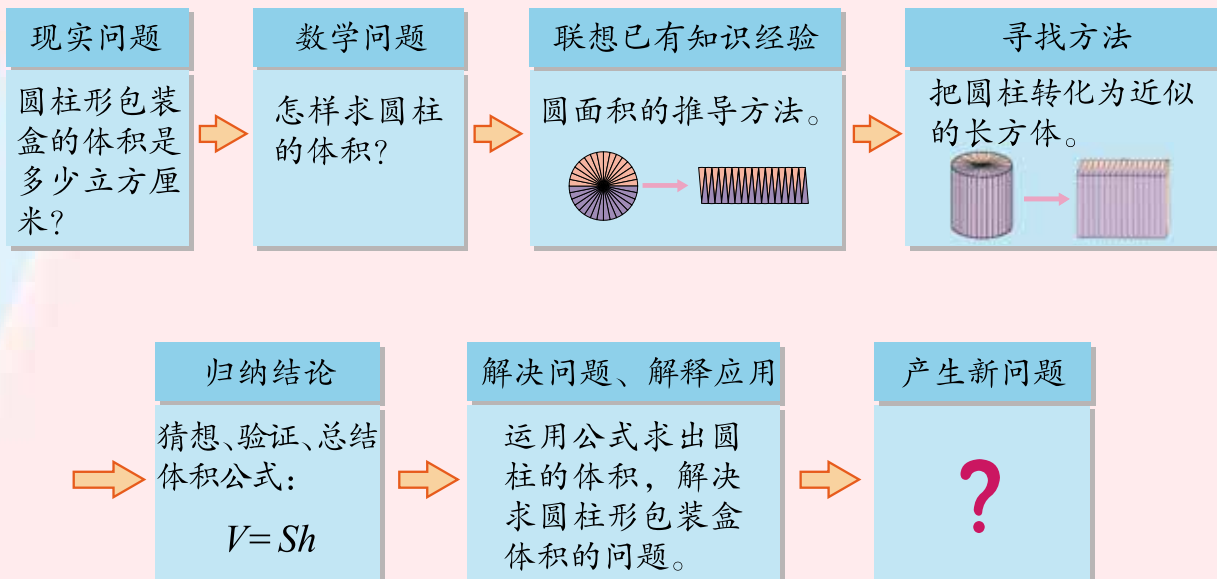 现实问题
圆柱形包装
盒的体积是
多少立方厘
米?
数学问题
怎样求圆柱
的体积?
联想已有知识经验
圆面积的推导方法。
寻找方法
把圆柱转化为近似
的长方体。
归纳结论
猜想、验证、总结
体积公式:
V=Sh
解决问题、解释应用
运用公式求出圆
柱的体积，解决
求圆柱形包装盒
体积的问题。
产生新问题
?